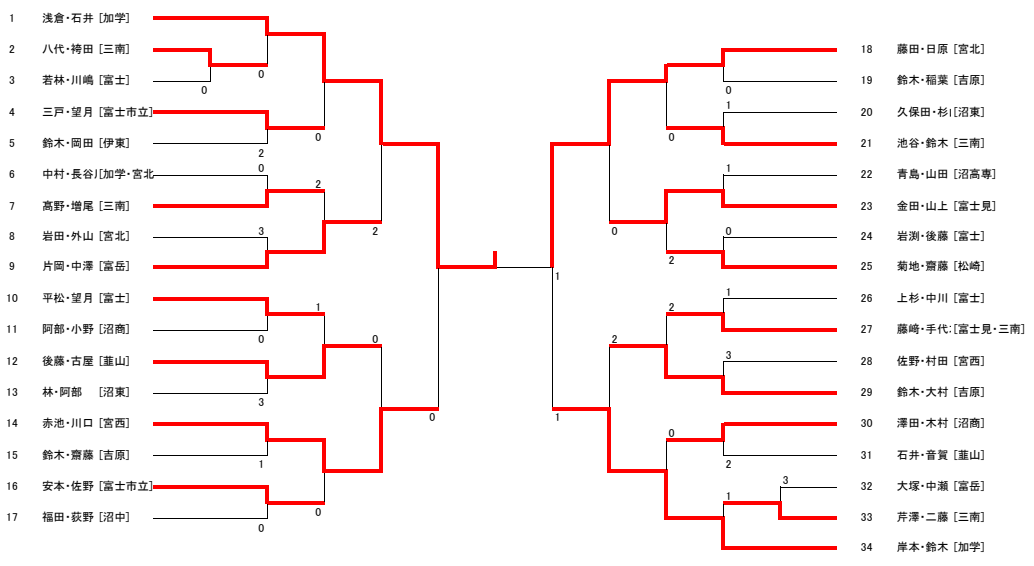 1 浅倉・石井 [加学]
2 八代・袴田 [三南]
0
3 若林・川嶋 [富士]
0
4 三戸・望月 [富士市立]
0
5 鈴木・岡田 [伊東]
2
6 中村・長谷川[加学・宮北
0
2
7 髙野・増尾 [三南]
8 岩田・外山 [宮北]
3
2
9 片岡・中澤 [富岳]
10 平松・望月 [富士]
1
11 阿部・小野 [沼商]
0
0
12 後藤・古屋 [韮山]
13 林・阿部 [沼東]
3
0
14 赤池・川口 [宮西]
15 鈴木・齋藤 [吉原]
1
16 安本・佐野 [富士市立]
0
17 福田・荻野 [沼中]
0
18 藤田・日原 [宮北]
19 鈴木・稲葉 [吉原]
0
20 久保田・杉[沼東]
1
0
21 池谷・鈴木 [三南]
22 青島・山田 [沼高専]
1
23 金田・山上 [富士見]
0
24 岩渕・後藤 [富士]
0
2
25 菊地・齋藤 [松崎]
1
26 上杉・中川 [富士]
1
2
27 藤﨑・手代[富士見・三南]
2
28 佐野・村田 [宮西]
3
29 鈴木・大村 [吉原]
1
30 澤田・木村 [沼商]
0
31 石井・音賀 [韮山]
2
32 大塚・中瀬 [富岳]
3
1
33 芹澤・二藤 [三南]
34 岸本・鈴木 [加学]